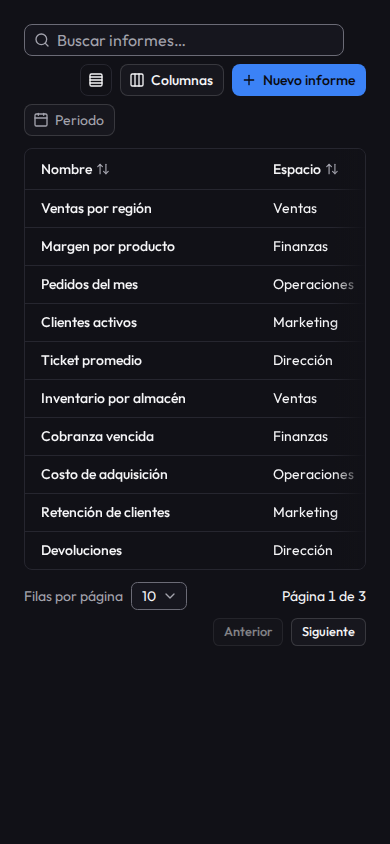 Buscar informes...
Columnas
Nuevo informe
Periodo
Nombre Espacio
Ventas por región Ventas
Margen por producto Finanzas
Pedidos del mes Operaciones
Clientes activos Marketing
Ticket promedio Dirección
Inventario por almacén Ventas
Cobranza vencida Finanzas
Costo de adquisición Operaciones
Retención de clientes Marketing
Devoluciones Dirección
Filas por página 10 Página 1 de 3
Anterior Siguiente